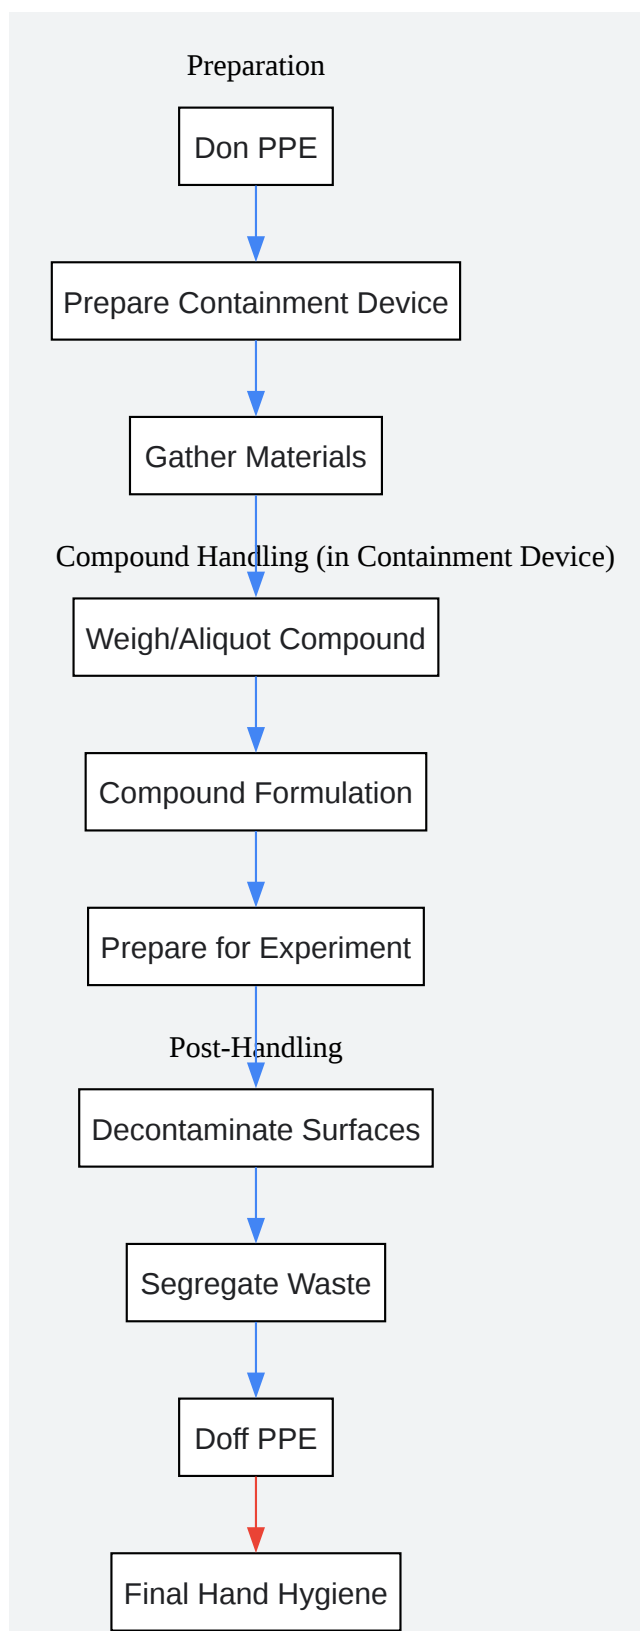 Preparation
Don PPE
Prepare Containment Device
Gather Materials
Compound Handling (in Containment Device)
Weigh/Aliquot Compound
Compound Formulation
Prepare for Experiment
Post-Handling
Decontaminate Surfaces
Segregate Waste
Doff PPE
Final Hand Hygiene